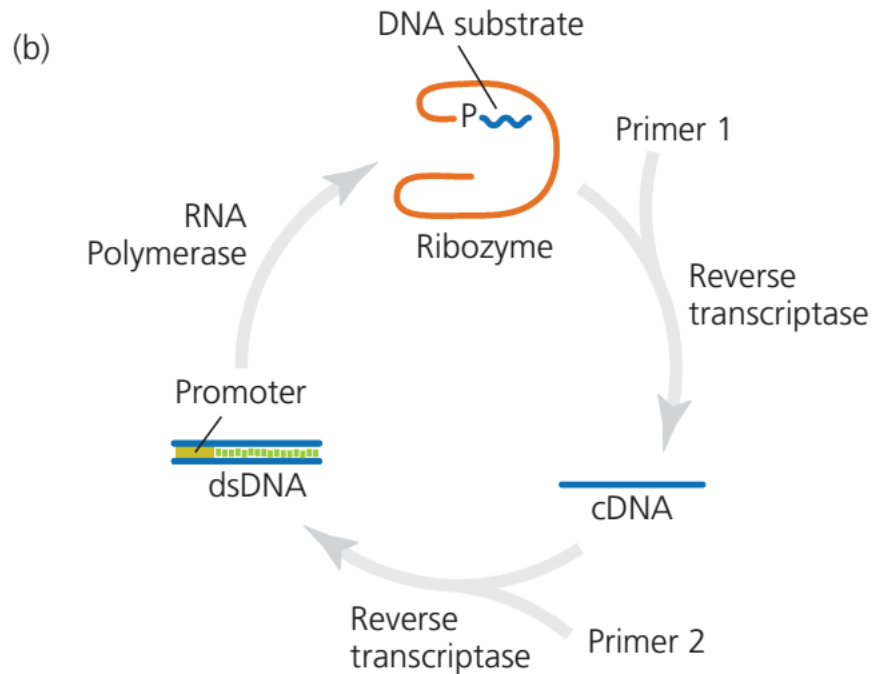 (b)
DNA substrate
P
Primer 1
Ribozyme
RNA
Polymerase
Reverse
transcriptase
Promoter
dsDNA
cDNA
Reverse
transcriptase
Primer 2